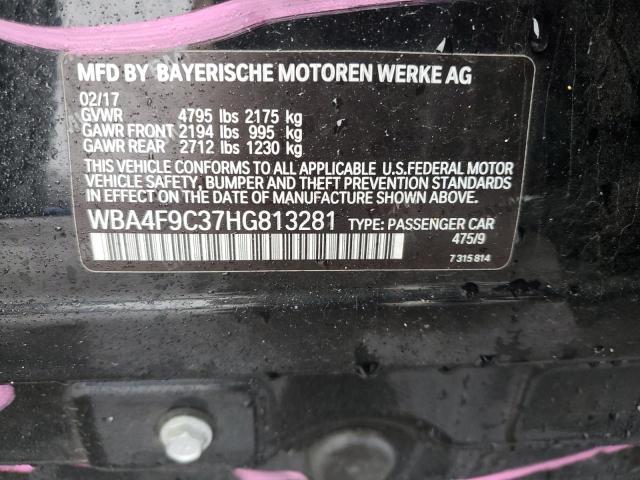 MFD BY BAYERISCHE MOTOREN WERKE AG
02/17
GVWR 4795 lbs 2175 kg
GAWR FRONT 2194 lbs 995 kg
GAWR REAR 2712 lbs 1230 kg
THIS VEHICLE CONFORMS TO ALL APPLICABLE U.S.FEDERAL MOTOR
VEHICLE SAFETY, BUMPER AND THEFT PREVENTION STANDARDS
IN EFFECT ON THE DATE OF MANUFACTURE SHOWN ABOVE.
WBA4F9C37HG813281 TYPE: PASSENGER CAR
475/9
7 315 814